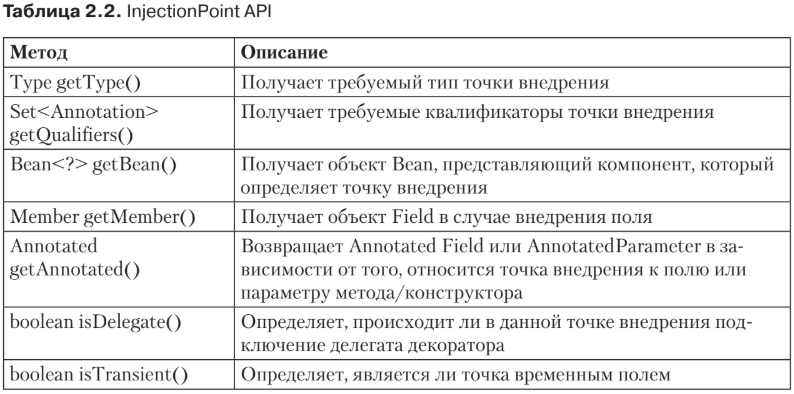 Таблица 2.2. InjectionPoint API
Метод Описание
Type getType() Получает требуемый тип точки внедрения
Set<Annotation> Получает требуемые квалификаторы точки внедрения
getQualifiers()
Bean<?> getBean() Получает объект Bean, представляющий компонент, который
определяет точку внедрения
Member getMember() Получает объект Field в случае внедрения поля
Annotated Возвращает Annotated Field или AnnotatedParameter в за-
getAnnotated() висимости от того, относится точка внедрения к полю или
параметру метода/конструктора
boolean isDelegate() Определяет, происходит ли в данной точке внедрения под-
ключение делегата декоратора
boolean isTransient() Определяет, является ли точка временным полем